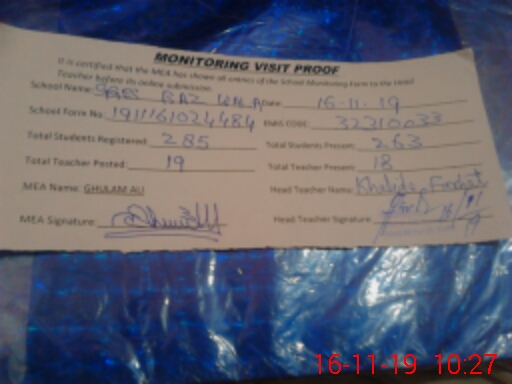 MONITORING VISIT PROOF
It is certified that the MEA has shown all entries of the School Monitoring Form to the Head
Teacher before its online submission.
School Name: Date: 16-11-19
School Form No: 1911161024484 EMIS CODE: 32310033
Total Students Registered: 285 Total Students Present: 263
Total Teacher Posted: 19 Total Teacher Present: 18
MEA Name: GHULAM ALI Head Teacher Name: Khalida
MEA Signature: Head Teacher Signature:
16-11-19 10:27